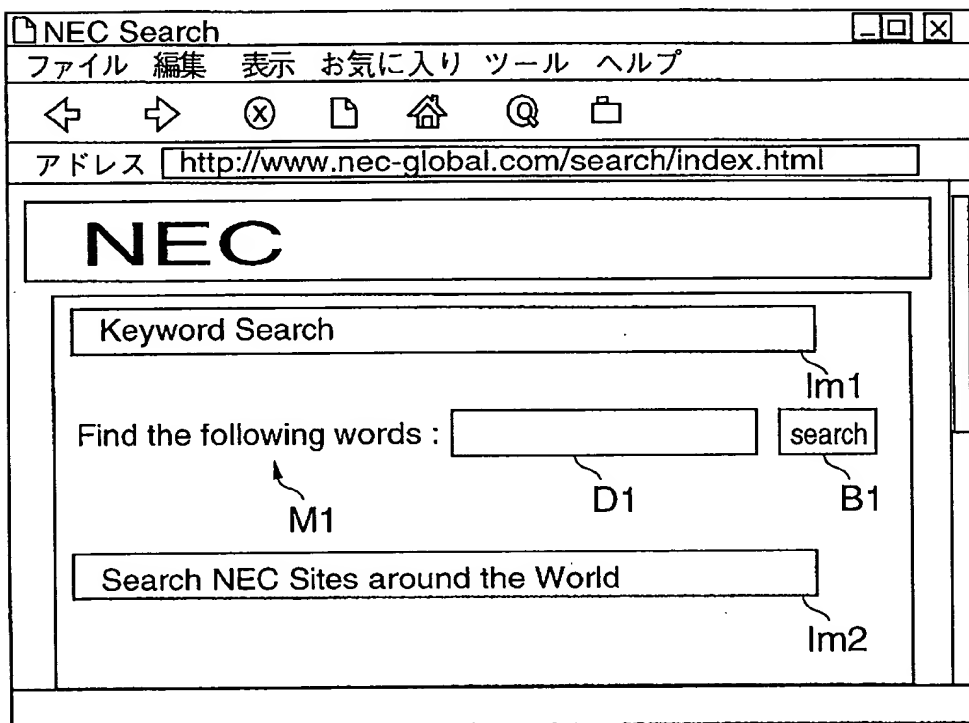 NEC Search
ファイル 編集 表示 お気に入り ツール ヘルプ
アドレス http://www.nec-global.com/search/index.html
NEC
Keyword Search
Im1
Find the following words : search
M1 D1 B1
Search NEC Sites around the World
Im2